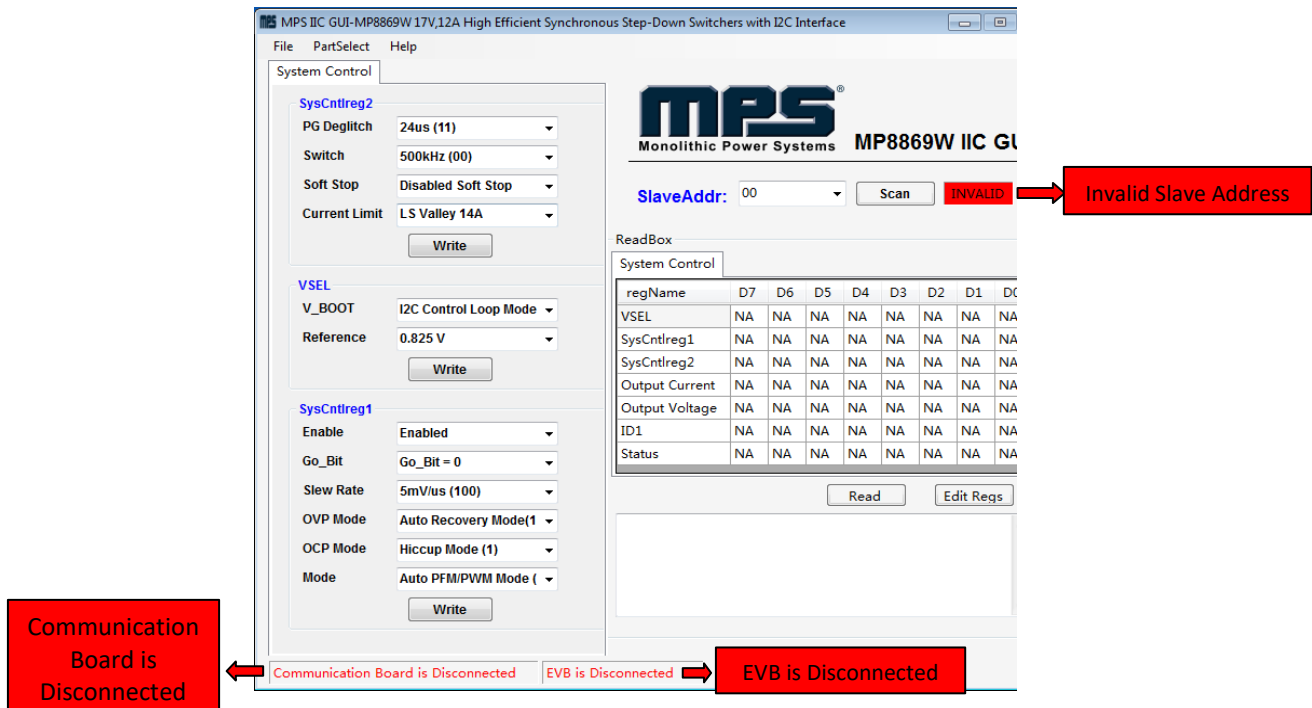 MPS IIC GUI-MP8869W 17V,12A High Efficient Synchronous Step-Down Switchers with I2C Interface
File PartSelect Help
System Control
SysCntlreg2
PG Deglitch 24us (11)
Switch 500kHz (00)
Soft Stop Disabled Soft Stop
Current Limit LS Valley 14A
Write
VSEL
V_BOOT I2C Control Loop Mode
Reference 0.825 V
Write
SysCntlreg1
Enable Enabled
Go_Bit Go_Bit = 0
Slew Rate 5mV/us (100)
OVP Mode Auto Recovery Mode(1
OCP Mode Hiccup Mode (1)
Mode Auto PFM/PWM Mode (
Write
mps®
Monolithic Power Systems
MP8869W IIC GU
SlaveAddr: 00 Scan INVALID
Invalid Slave Address
ReadBox
System Control
regName D7 D6 D5 D4 D3 D2 D1 D0
VSEL NA NA NA NA NA NA NA NA
SysCntlreg1 NA NA NA NA NA NA NA NA
SysCntlreg2 NA NA NA NA NA NA NA NA
Output Current NA NA NA NA NA NA NA NA
Output Voltage NA NA NA NA NA NA NA NA
ID1 NA NA NA NA NA NA NA NA
Status NA NA NA NA NA NA NA NA
Read Edit Regs
Communication
Board is
Disconnected
Communication Board is Disconnected EVB is Disconnected
EVB is Disconnected